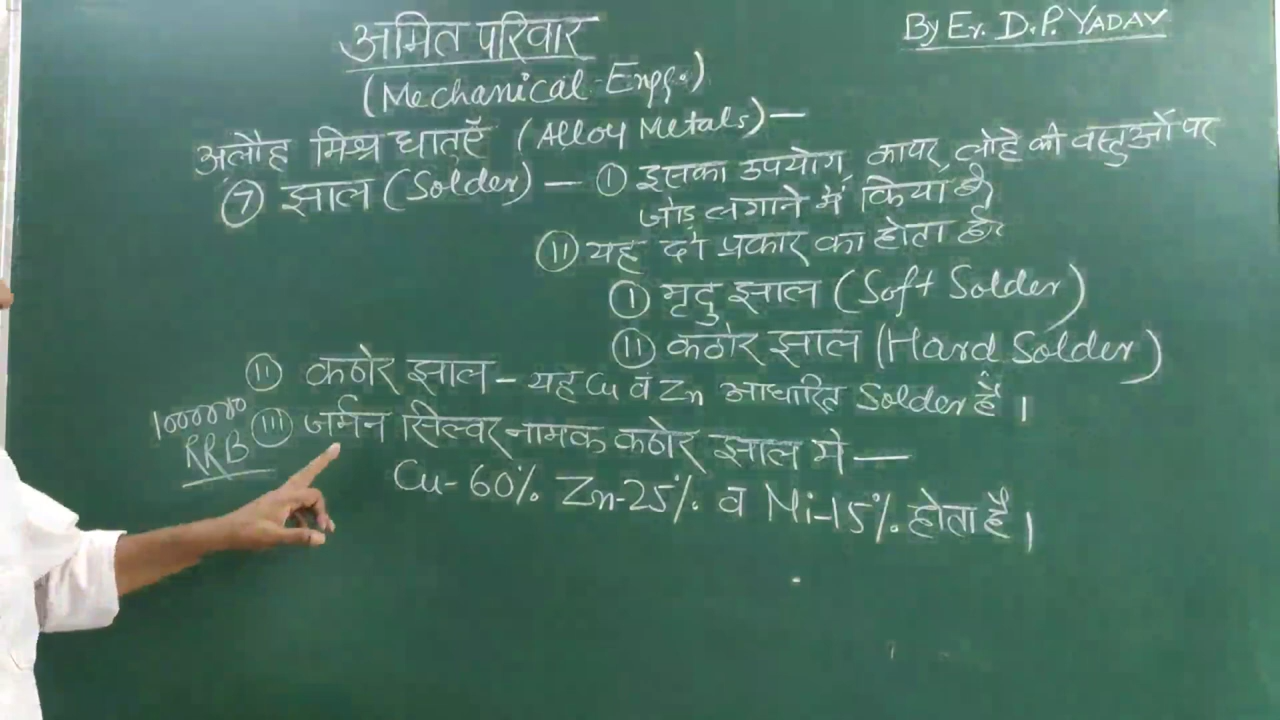 अमित परिवार
By Er. D.P. YADAV
(Mechanical-Engg.)
अलौह मिश्र धातएँ (Alloy Metals)—
⑦ झाल (Solder) — ① इसका उपयोग, कापर, लोहे की वस्तुओं पर
जोड़ लगाने में किया है।
⑪ यह दो प्रकार का होता है।
① मृदु झाल (Soft Solder)
⑪ कठोर झाल (Hard Solder)
⑪ कठोर झाल - यह Cu व Zn आधारित Solder है।
RRB
⑪ जर्मन सिल्वर नामक कठोर झाल मे —
Cu-60% Zn-25% व Ni-15% होता है।